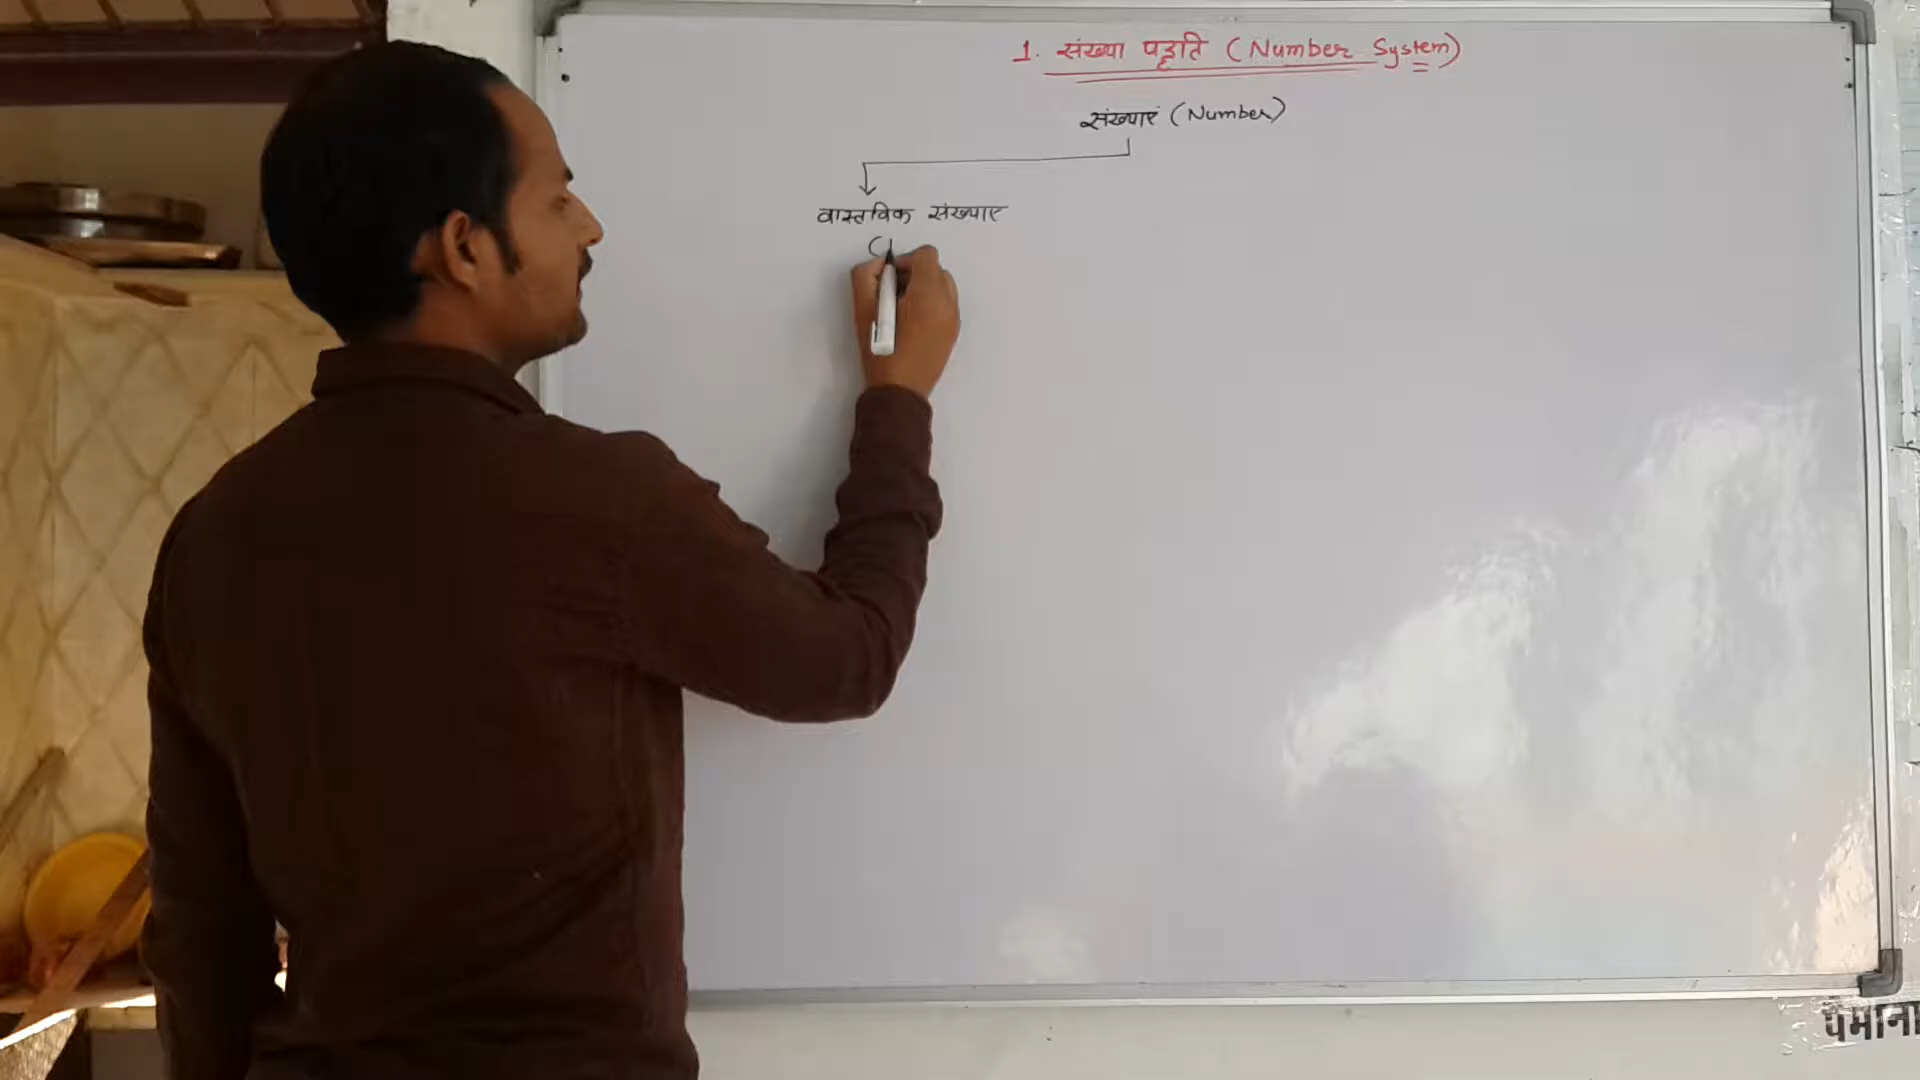 1. संख्या पद्धति (Number System)
संख्याएं (Number)
वास्तविक संख्याए
(